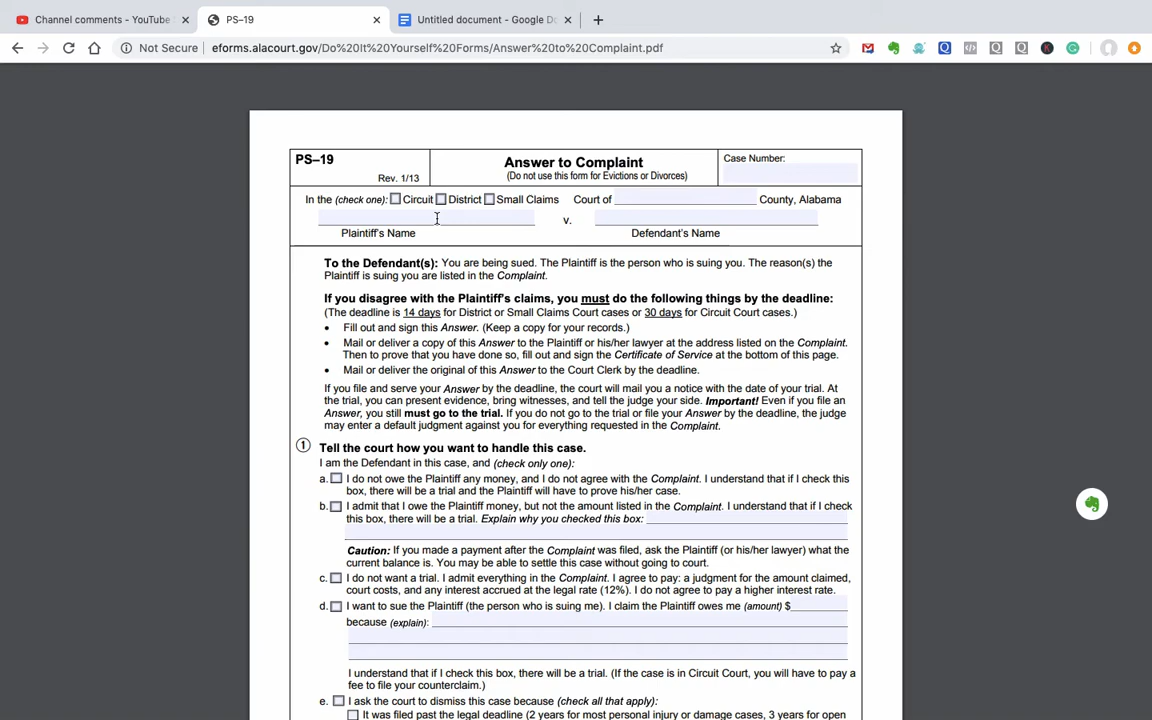 Channel comments - YouTube
PS–19
Untitled document - Google Do
Not Secure
eforms.alacourt.gov/Do%20It%20Yourself%20Forms/Answer%20to%20Complaint.pdf
PS–19
Rev. 1/13
Answer to Complaint
(Do not use this form for Evictions or Divorces)
Case Number:
In the (check one): Circuit District Small Claims Court of County, Alabama
v.
Plaintiff's Name Defendant's Name
To the Defendant(s): You are being sued. The Plaintiff is the person who is suing you. The reason(s) the
Plaintiff is suing you are listed in the Complaint.
If you disagree with the Plaintiff's claims, you must do the following things by the deadline:
(The deadline is 14 days for District or Small Claims Court cases or 30 days for Circuit Court cases.)
• Fill out and sign this Answer. (Keep a copy for your records.)
• Mail or deliver a copy of this Answer to the Plaintiff or his/her lawyer at the address listed on the Complaint.
Then to prove that you have done so, fill out and sign the Certificate of Service at the bottom of this page.
• Mail or deliver the original of this Answer to the Court Clerk by the deadline.
If you file and serve your Answer by the deadline, the court will mail you a notice with the date of your trial. At
the trial, you can present evidence, bring witnesses, and tell the judge your side. Important! Even if you file an
Answer, you still must go to the trial. If you do not go to the trial or file your Answer by the deadline, the judge
may enter a default judgment against you for everything requested in the Complaint.
1 Tell the court how you want to handle this case.
I am the Defendant in this case, and (check only one):
a. I do not owe the Plaintiff any money, and I do not agree with the Complaint. I understand that if I check this
box, there will be a trial and the Plaintiff will have to prove his/her case.
b. I admit that I owe the Plaintiff money, but not the amount listed in the Complaint. I understand that if I check
this box, there will be a trial. Explain why you checked this box:
Caution: If you made a payment after the Complaint was filed, ask the Plaintiff (or his/her lawyer) what the
current balance is. You may be able to settle this case without going to court.
c. I do not want a trial. I admit everything in the Complaint. I agree to pay: a judgment for the amount claimed,
court costs, and any interest accrued at the legal rate (12%). I do not agree to pay a higher interest rate.
d. I want to sue the Plaintiff (the person who is suing me). I claim the Plaintiff owes me (amount) $
because (explain):
I understand that if I check this box, there will be a trial. (If the case is in Circuit Court, you will have to pay a
fee to file your counterclaim.)
e. I ask the court to dismiss this case because (check all that apply):
It was filed past the legal deadline (2 years for most personal injury or damage cases, 3 years for open